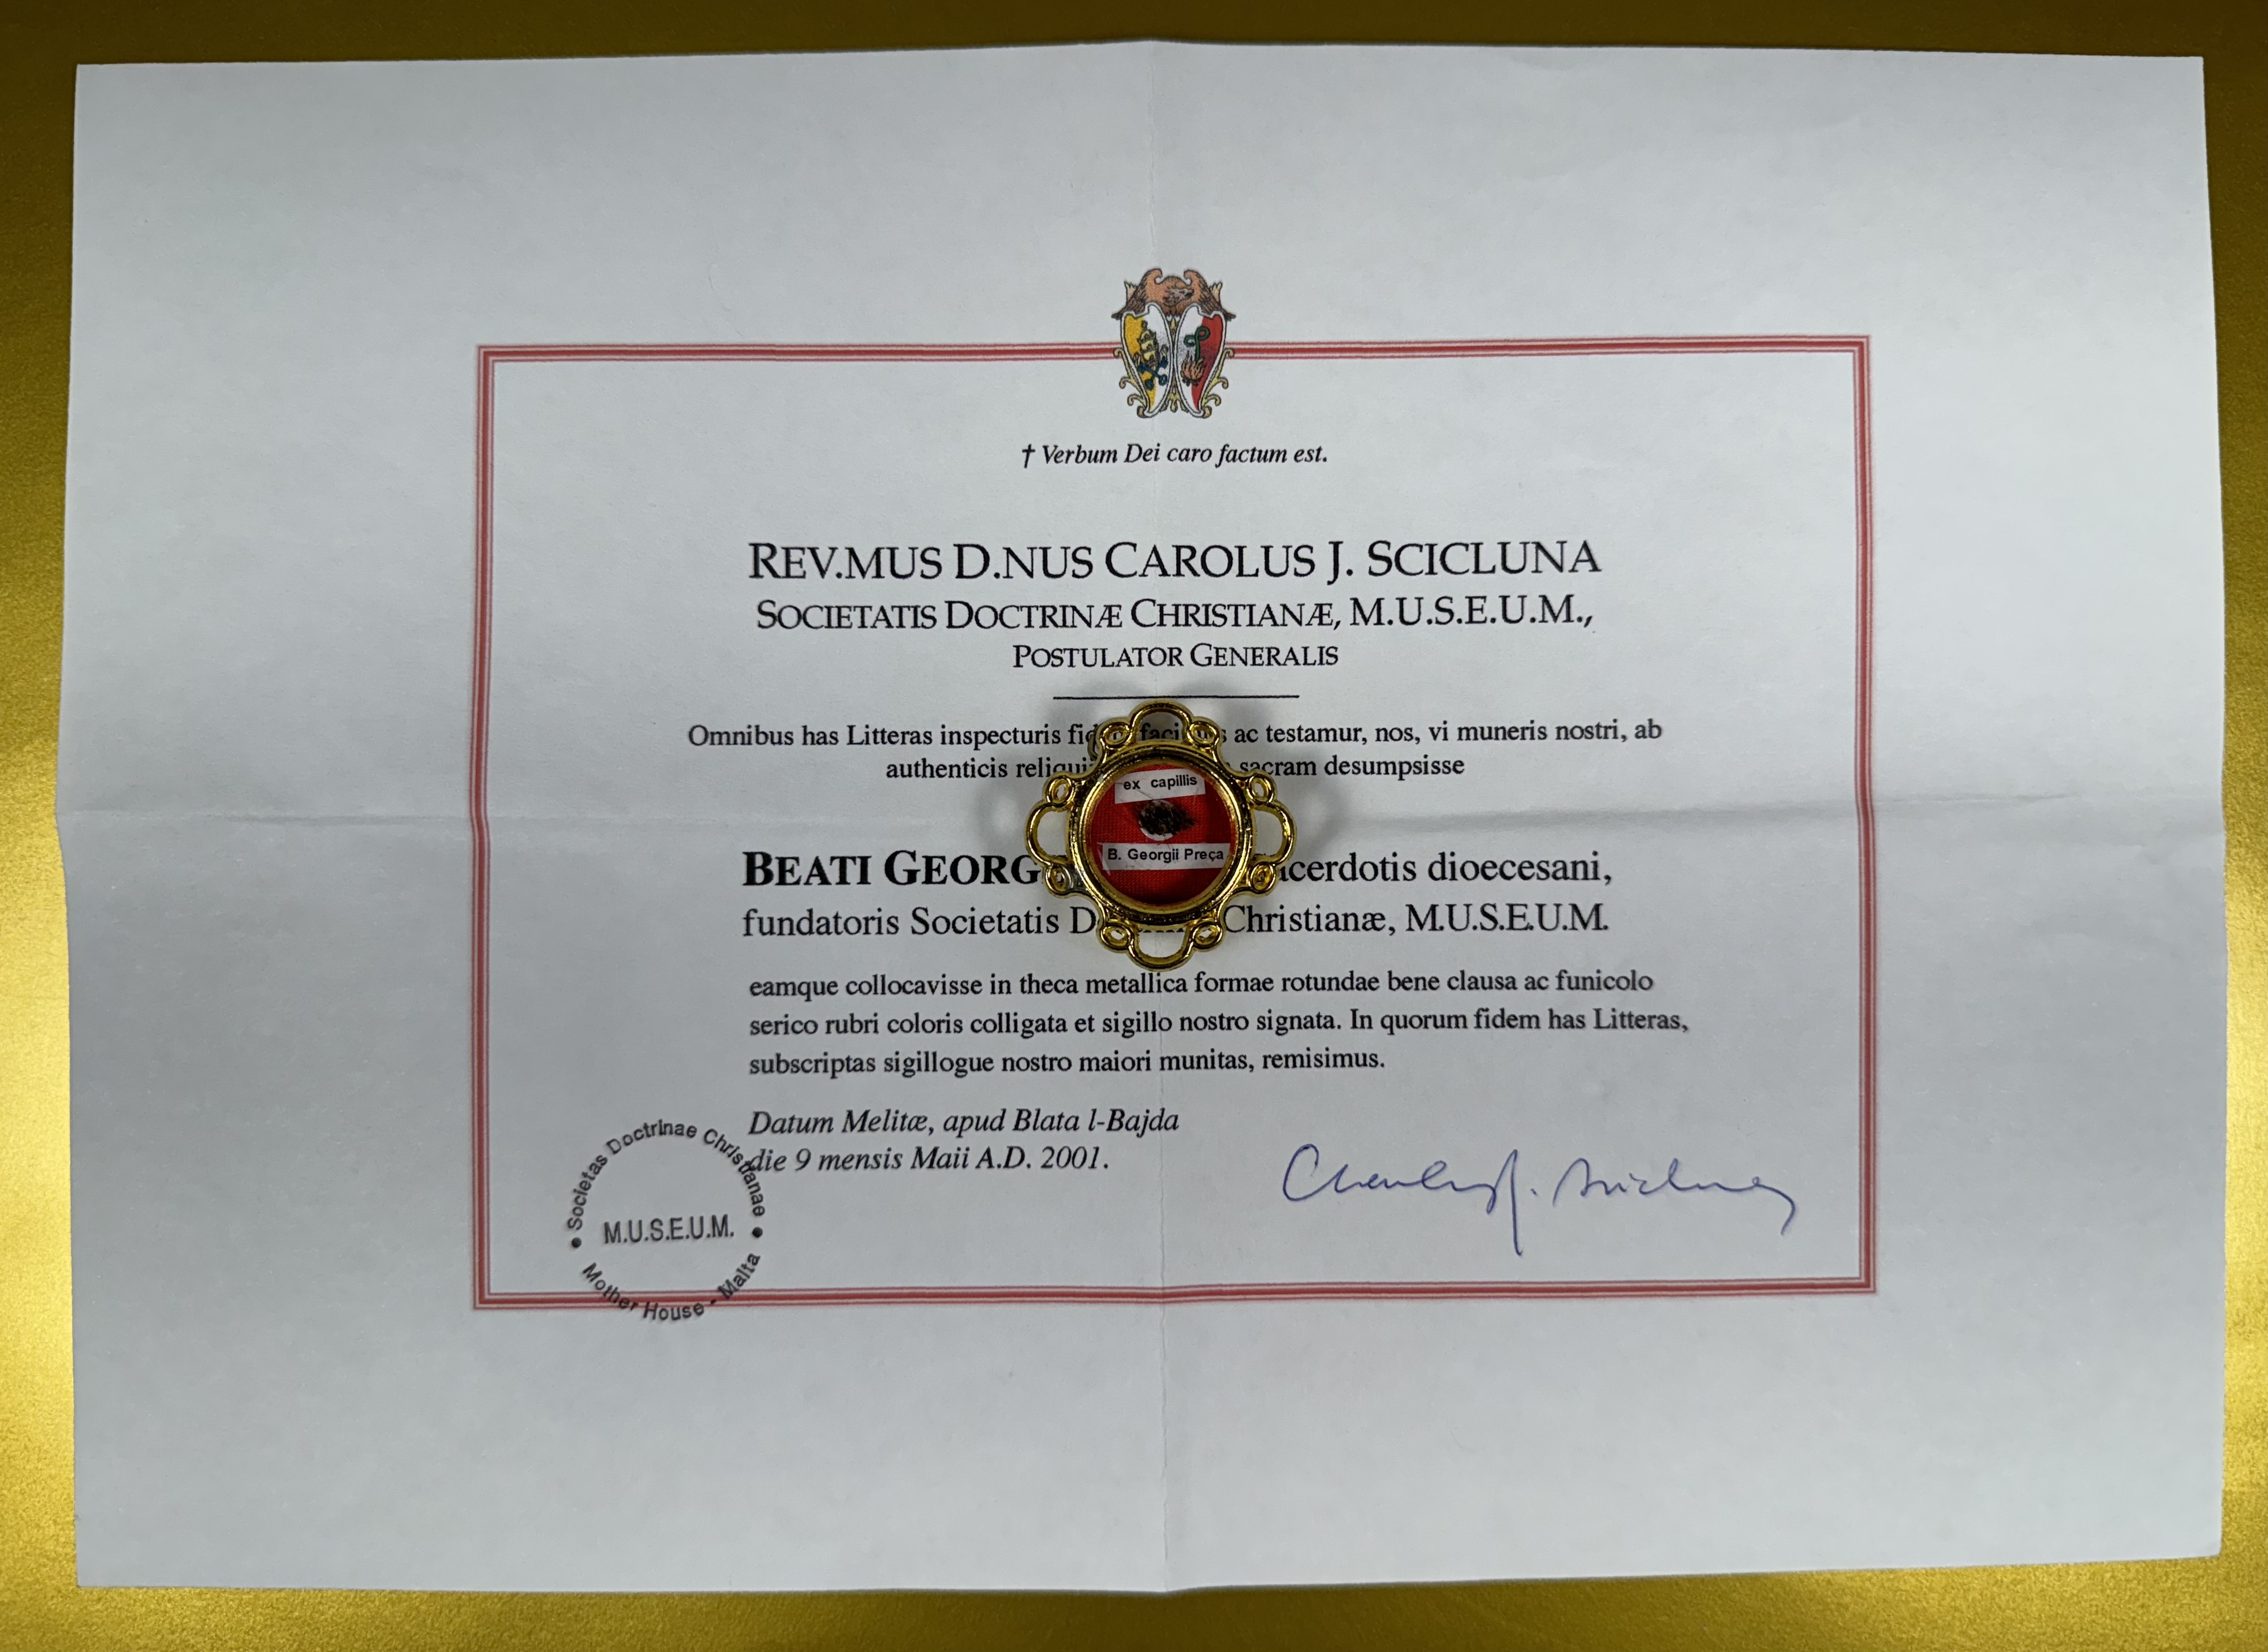 † Verbum Dei caro factum est.
REV.MUS D.NUS CAROLUS J. SCICLUNA
SOCIETATIS DOCTRINÆ CHRISTIANÆ, M.U.S.E.U.M.,
POSTULATOR GENERALIS
Omnibus has Litteras inspecturis ac testamur, nos, vi muneris nostri, ab
authenticis sacram desumpsisse
ex capillis
B. Georgii Preça
BEATI dioecesani,
fundatoris Societatis Christianæ, M.U.S.E.U.M.
eamque collocavisse in theca metallica formae rotundae bene clausa ac funicolo
serico rubri coloris colligata et sigillo nostro signata. In quorum fidem has Litteras,
subscriptas sigillogue nostro maiori munitas, remisimus.
Datum Melitæ, apud Blata l-Bajda
die 9 mensis Maii A.D. 2001.
Societas Doctrinae Christianae
M.U.S.E.U.M.
Mother House - Malta
Charles J. Scicluna